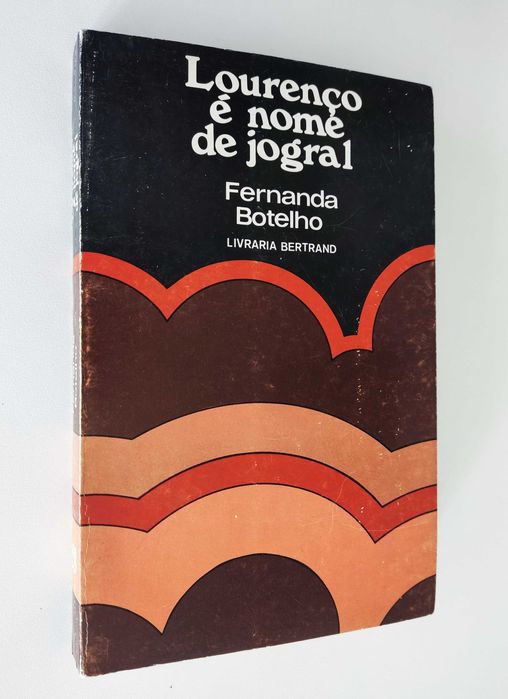 Lourenço
é nome
de jogral
Fernanda
Botelho
LIVRARIA BERTRAND